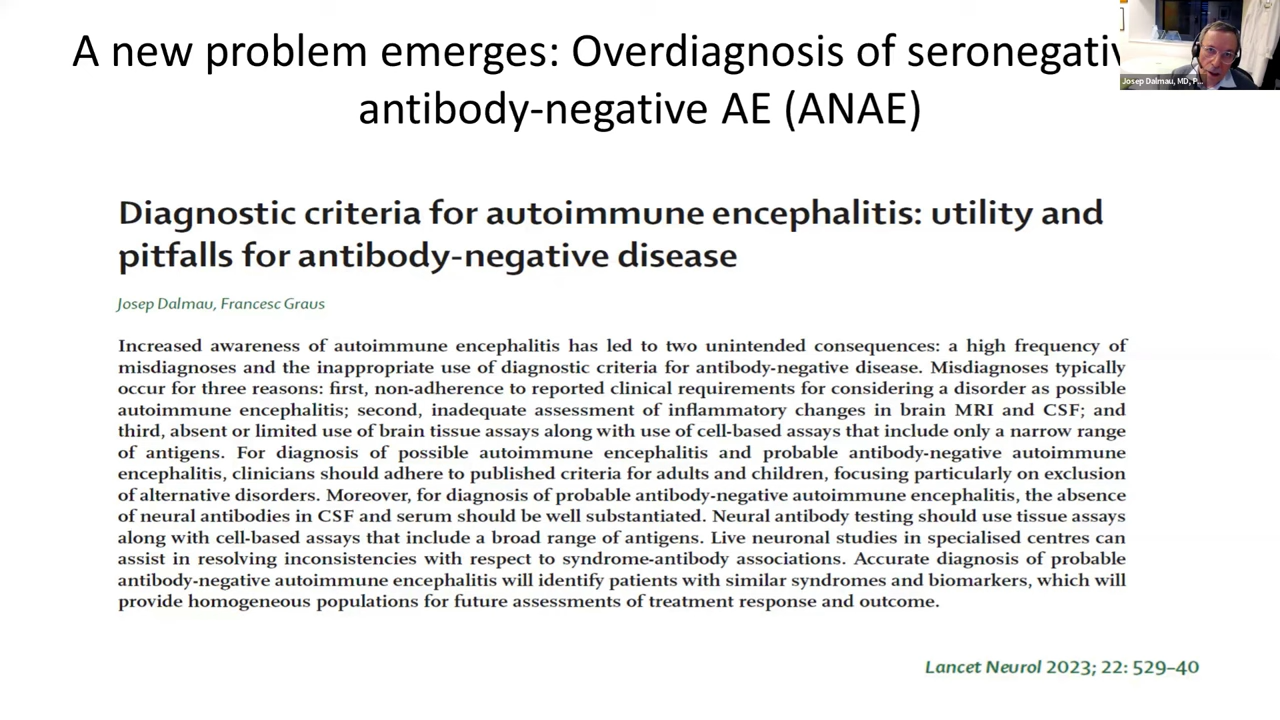 A new problem emerges: Overdiagnosis of seronegativ
antibody-negative AE (ANAE)
Josep Dalmau, MD, P...
Diagnostic criteria for autoimmune encephalitis: utility and
pitfalls for antibody-negative disease
Josep Dalmau, Francesc Graus
Increased awareness of autoimmune encephalitis has led to two unintended consequences: a high frequency of
misdiagnoses and the inappropriate use of diagnostic criteria for antibody-negative disease. Misdiagnoses typically
occur for three reasons: first, non-adherence to reported clinical requirements for considering a disorder as possible
autoimmune encephalitis; second, inadequate assessment of inflammatory changes in brain MRI and CSF; and
third, absent or limited use of brain tissue assays along with use of cell-based assays that include only a narrow range
of antigens. For diagnosis of possible autoimmune encephalitis and probable antibody-negative autoimmune
encephalitis, clinicians should adhere to published criteria for adults and children, focusing particularly on exclusion
of alternative disorders. Moreover, for diagnosis of probable antibody-negative autoimmune encephalitis, the absence
of neural antibodies in CSF and serum should be well substantiated. Neural antibody testing should use tissue assays
along with cell-based assays that include a broad range of antigens. Live neuronal studies in specialised centres can
assist in resolving inconsistencies with respect to syndrome-antibody associations. Accurate diagnosis of probable
antibody-negative autoimmune encephalitis will identify patients with similar syndromes and biomarkers, which will
provide homogeneous populations for future assessments of treatment response and outcome.
Lancet Neurol 2023; 22: 529–40